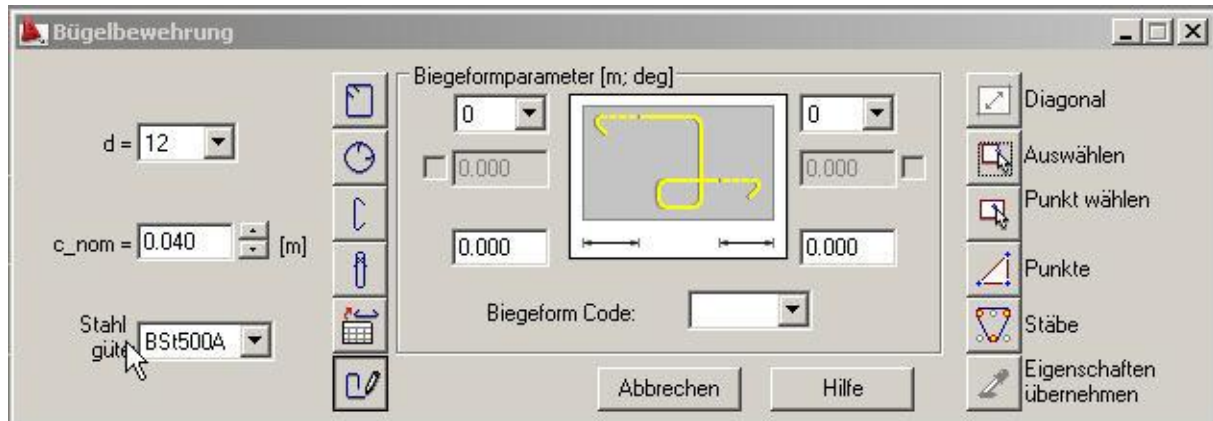 Bügelbewehrung
d = 12
c_nom = 0.040 [m]
Stahl
güte BSt500A
Biegeformparameter [m; deg]
0 0
0.000 0.000
0.000 0.000
Biegeform Code:
Abbrechen Hilfe
Diagonal
Auswählen
Punkt wählen
Punkte
Stäbe
Eigenschaften
übernehmen